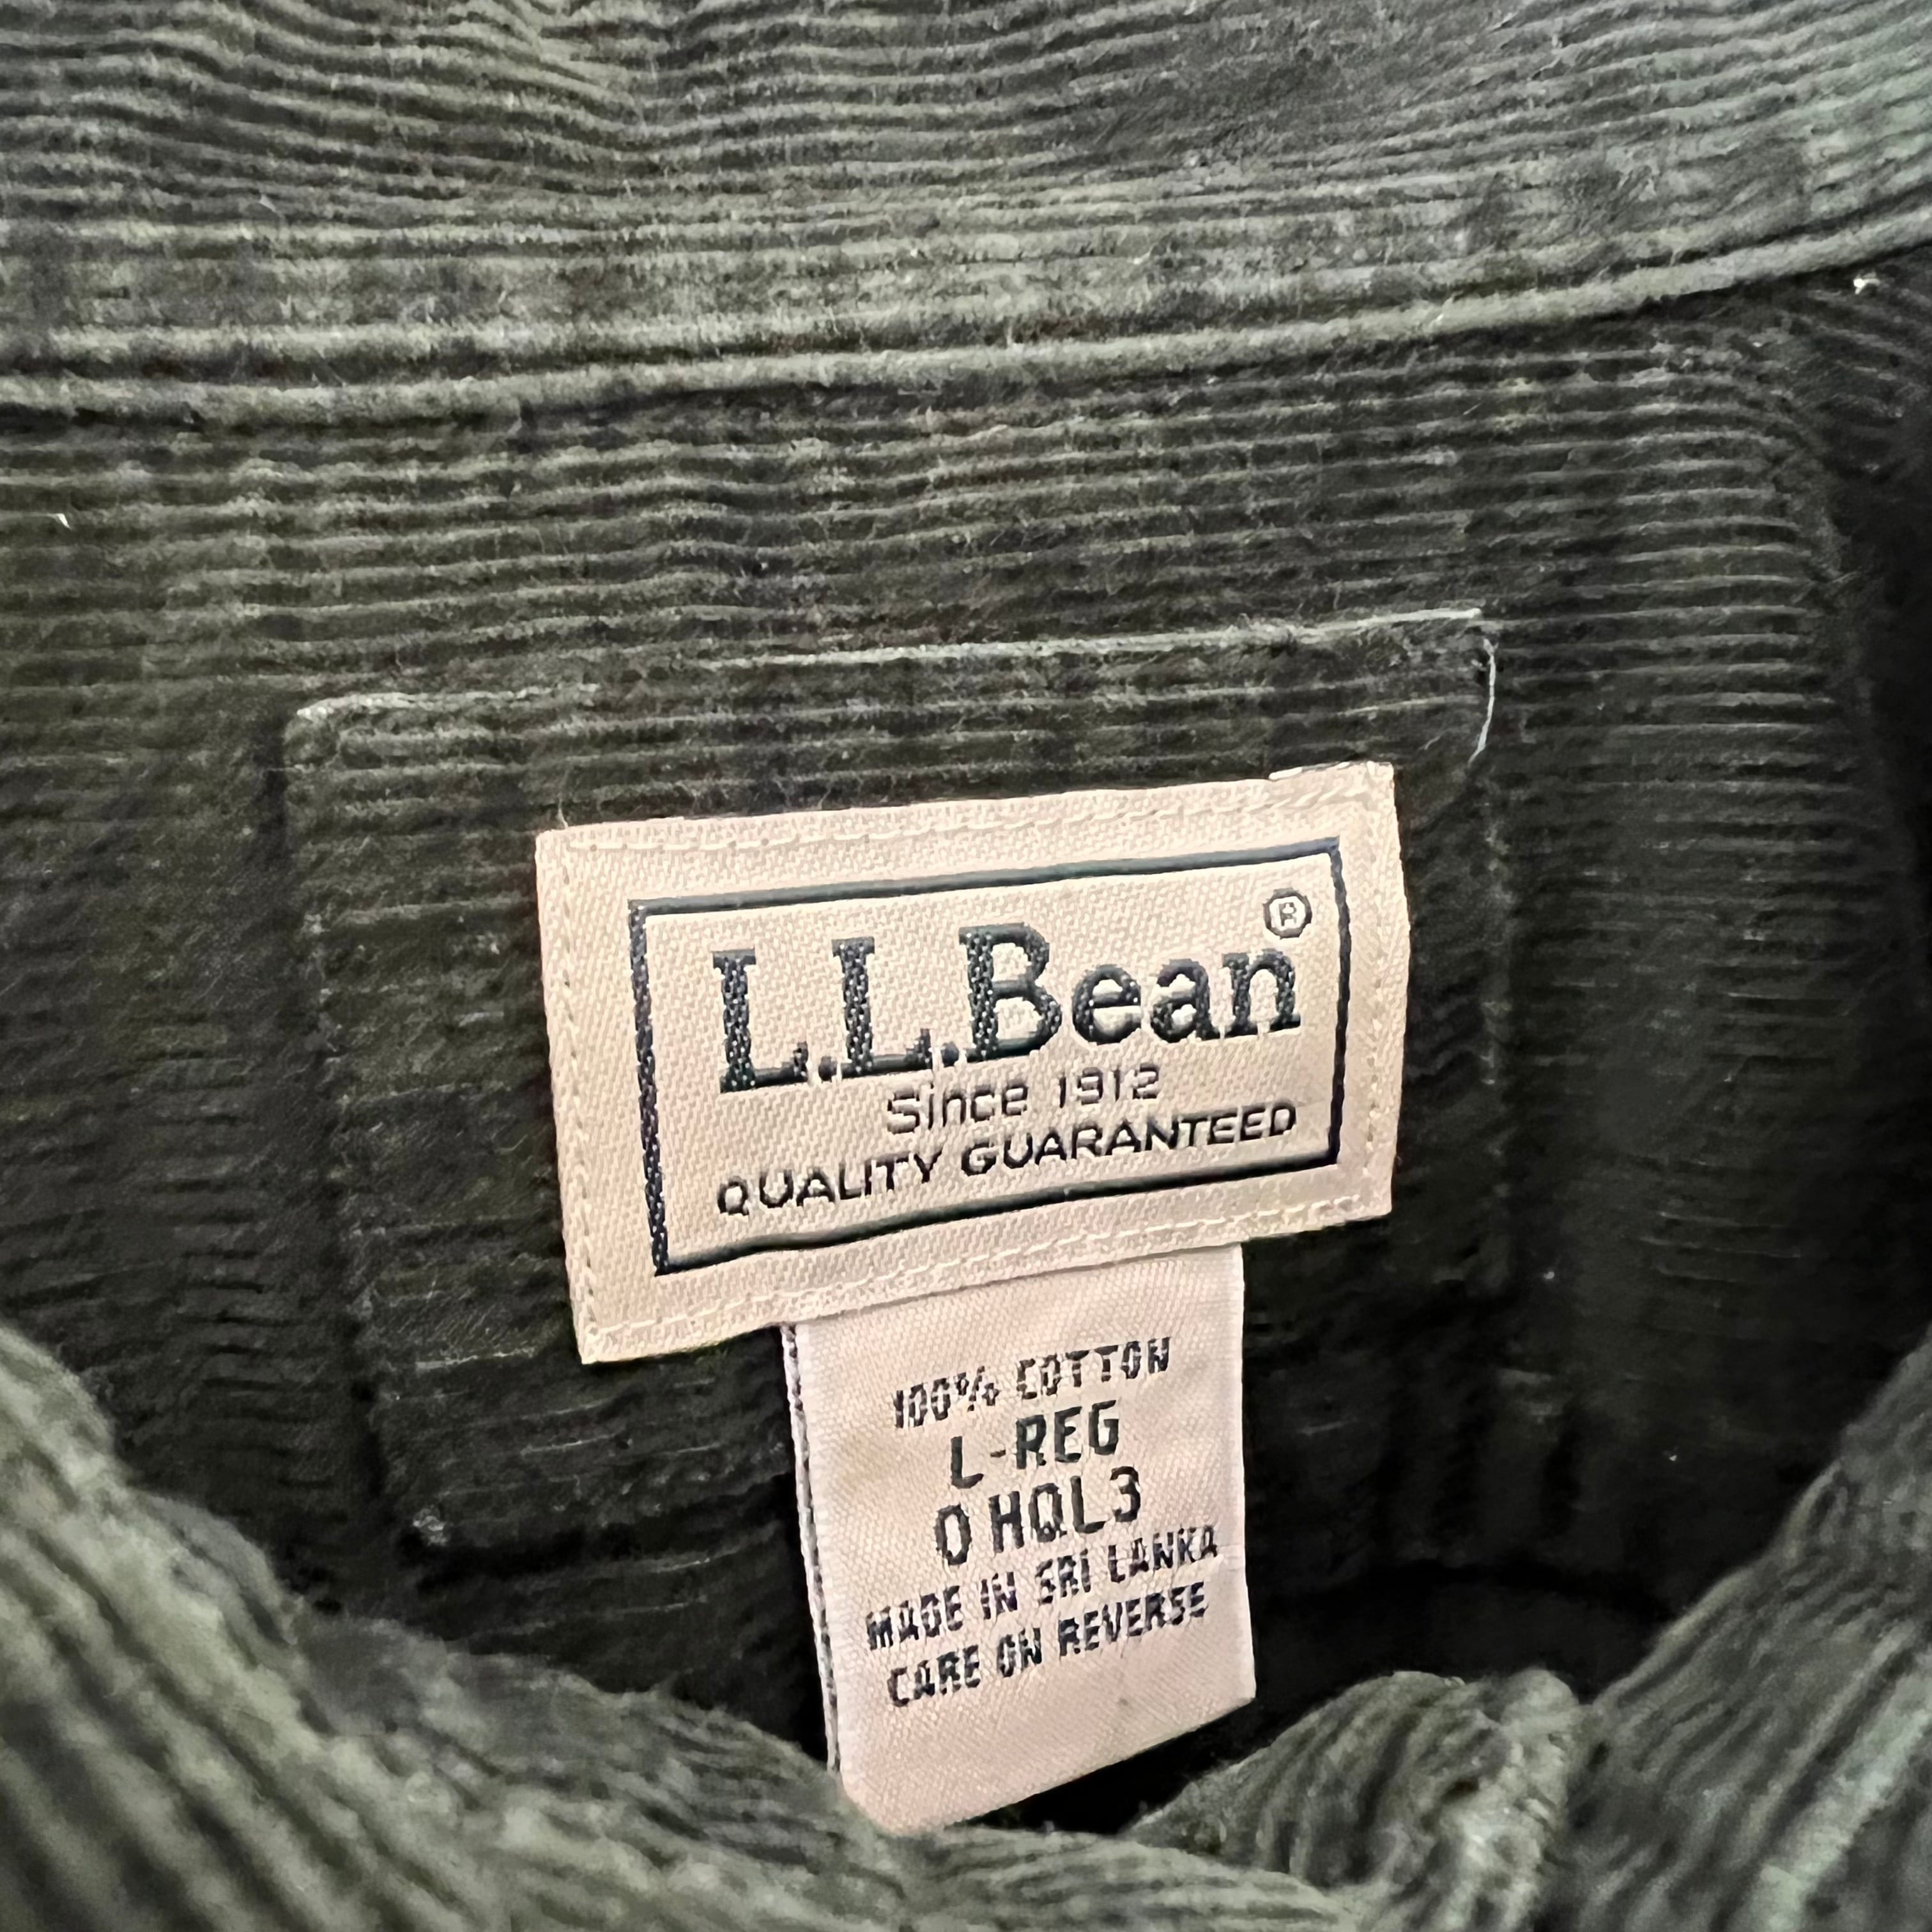 L.L.Bean®
Since 1912
QUALITY GUARANTEED
100% COTTON
L-REG
0 HQL3
MADE IN SRI LANKA
CARE ON REVERSE